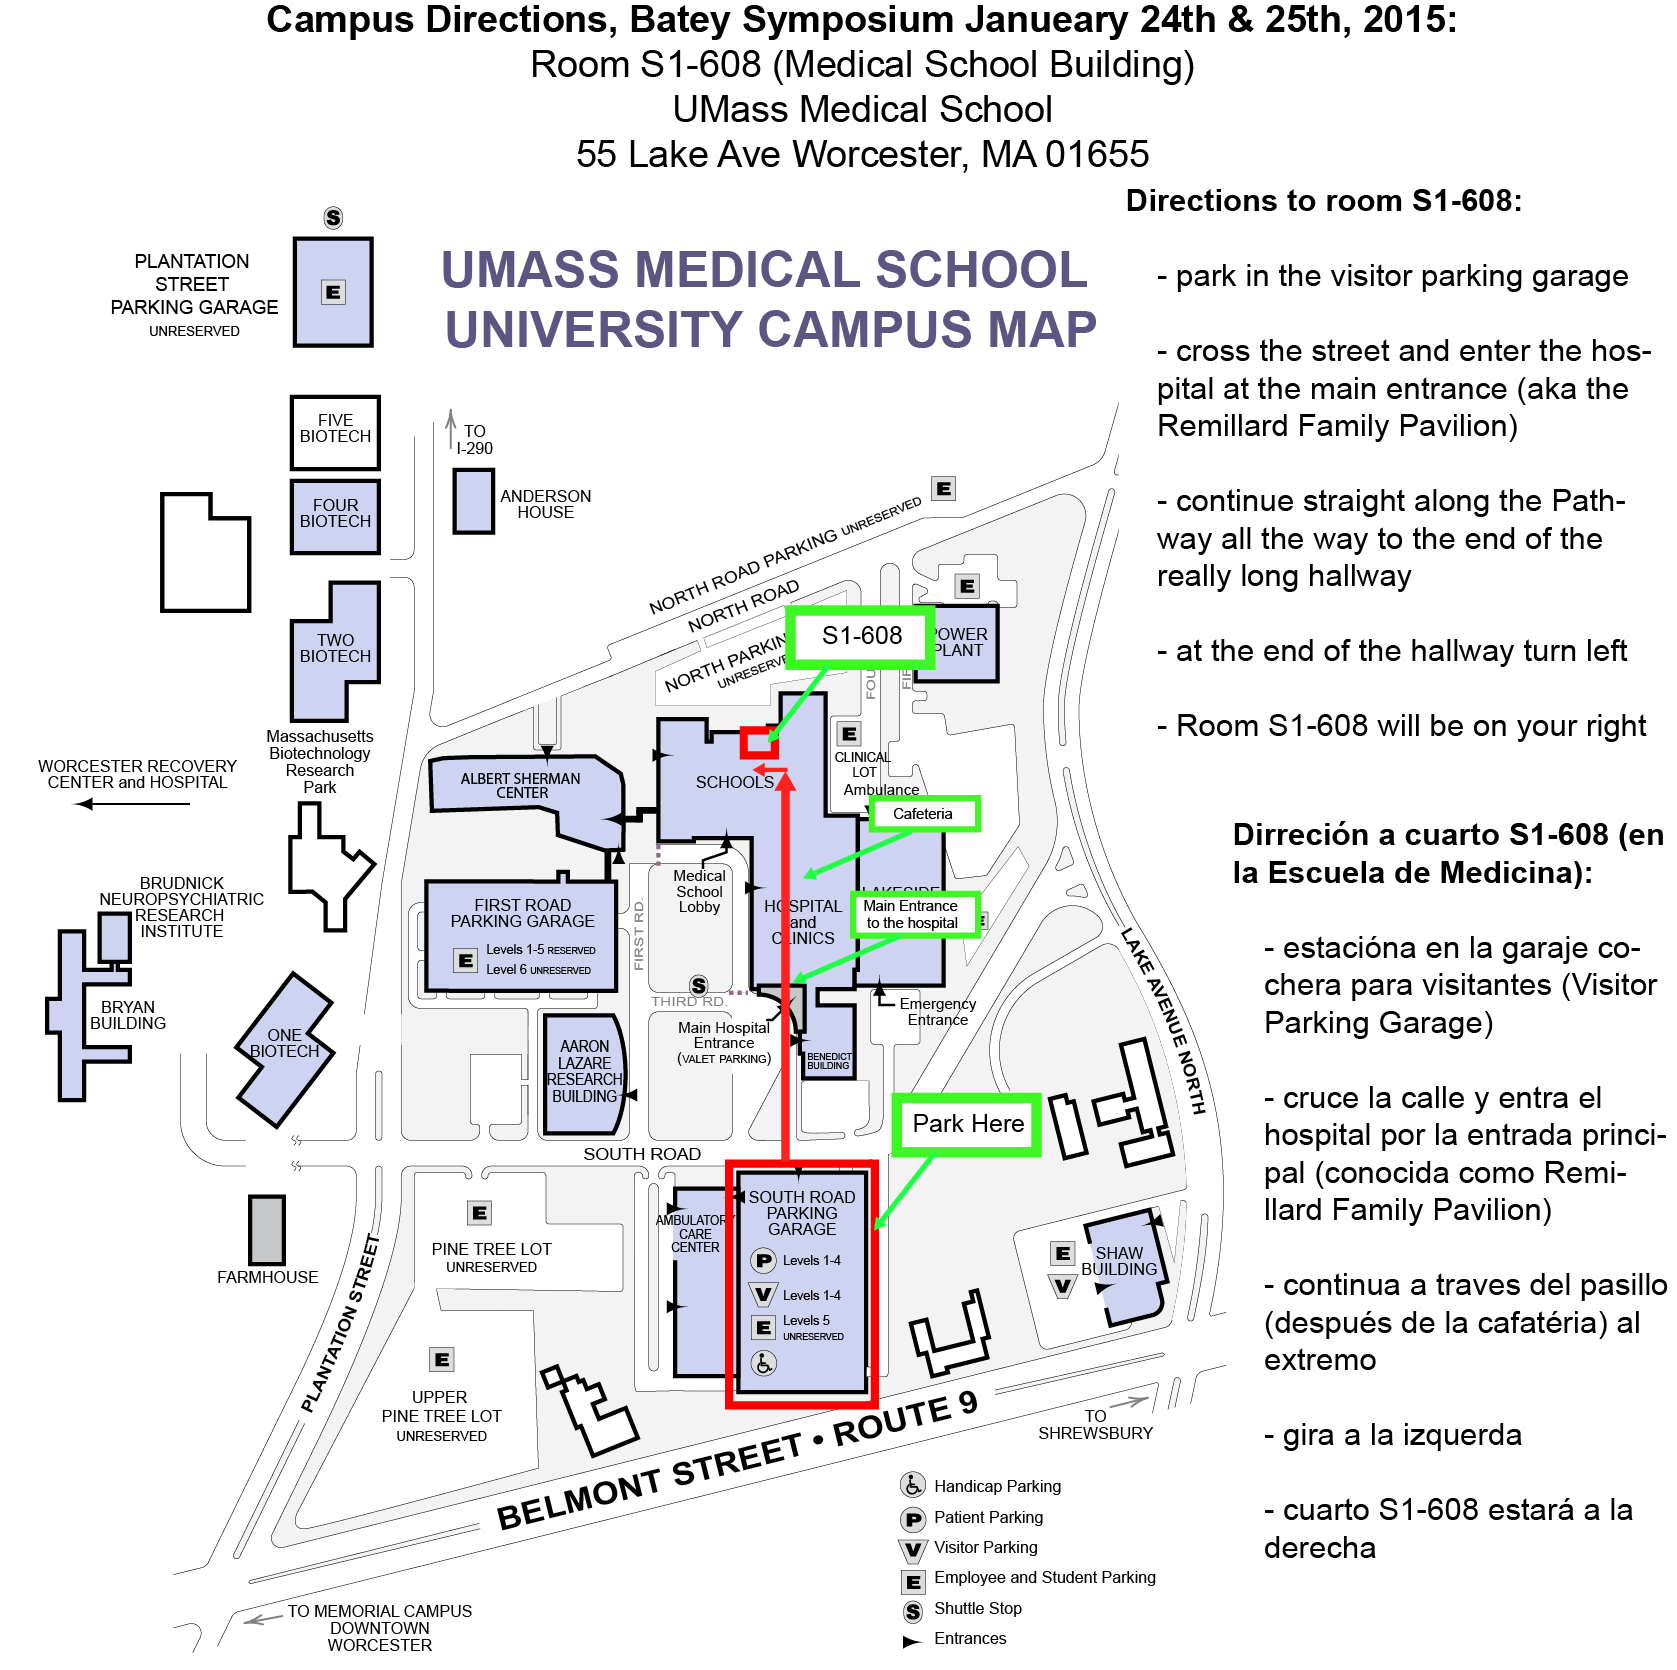 Campus Directions, Batey Symposium Janueary 24th & 25th, 2015:
Room S1-608 (Medical School Building)
UMass Medical School
55 Lake Ave Worcester, MA 01655
UMASS MEDICAL SCHOOL
UNIVERSITY CAMPUS MAP
Directions to room S1-608:
- park in the visitor parking garage
- cross the street and enter the hos-
pital at the main entrance (aka the
Remillard Family Pavilion)
- continue straight along the Path-
way all the way to the end of the
really long hallway
- at the end of the hallway turn left
- Room S1-608 will be on your right
Dirreción a cuarto S1-608 (en
la Escuela de Medicina):
- estacióna en la garaje co-
chera para visitantes (Visitor
Parking Garage)
- cruce la calle y entra el
hospital por la entrada princi-
pal (conocida como Remi-
llard Family Pavilion)
- continua a traves del pasillo
(después de la cafatéria) al
extremo
- gira a la izquerda
- cuarto S1-608 estará a la
derecha
S
PLANTATION
STREET
PARKING GARAGE
UNRESERVED
E
FIVE
BIOTECH
FOUR
BIOTECH
TWO
BIOTECH
Massachusetts
Biotechnology
Research
Park
TO
I-290
ANDERSON
HOUSE
WORCESTER RECOVERY
CENTER and HOSPITAL
BRUDNICK
NEUROPSYCHIATRIC
RESEARCH
INSTITUTE
BRYAN
BUILDING
ONE
BIOTECH
FARMHOUSE
E
NORTH ROAD PARKING UNRESERVED
NORTH ROAD
NORTH PARKIN
UNRESERV
S1-608
E
POWER
PLANT
FOU
FIR
E
CLINICAL
LOT
Ambulance
Cafeteria
SCHOOLS
ALBERT SHERMAN
CENTER
Medical
School
Lobby
FIRST ROAD
PARKING GARAGE
E
Levels 1-5 RESERVED
Level 6 UNRESERVED
FIRST RD.
HOSPITAL
and
CLINICS
LAKESIDE
Main Entrance
to the hospital
E
S
THIRD RD.
Main Hospital
Entrance
(VALET PARKING)
Emergency
Entrance
BENEDICT
BUILDING
AARON
LAZARE
RESEARCH
BUILDING
LAKE AVENUE NORTH
Park Here
SOUTH ROAD
AMBULATORY
CARE
CENTER
SOUTH ROAD
PARKING
GARAGE
P Levels 1-4
V Levels 1-4
E Levels 5
UNRESERVED
E
PINE TREE LOT
UNRESERVED
E
UPPER
PINE TREE LOT
UNRESERVED
PLANTATION STREET
E
V
SHAW
BUILDING
BELMONT STREET • ROUTE 9
TO
SHREWSBURY
TO MEMORIAL CAMPUS
DOWNTOWN
WORCESTER
Handicap Parking
P Patient Parking
V Visitor Parking
E Employee and Student Parking
S Shuttle Stop
Entrances